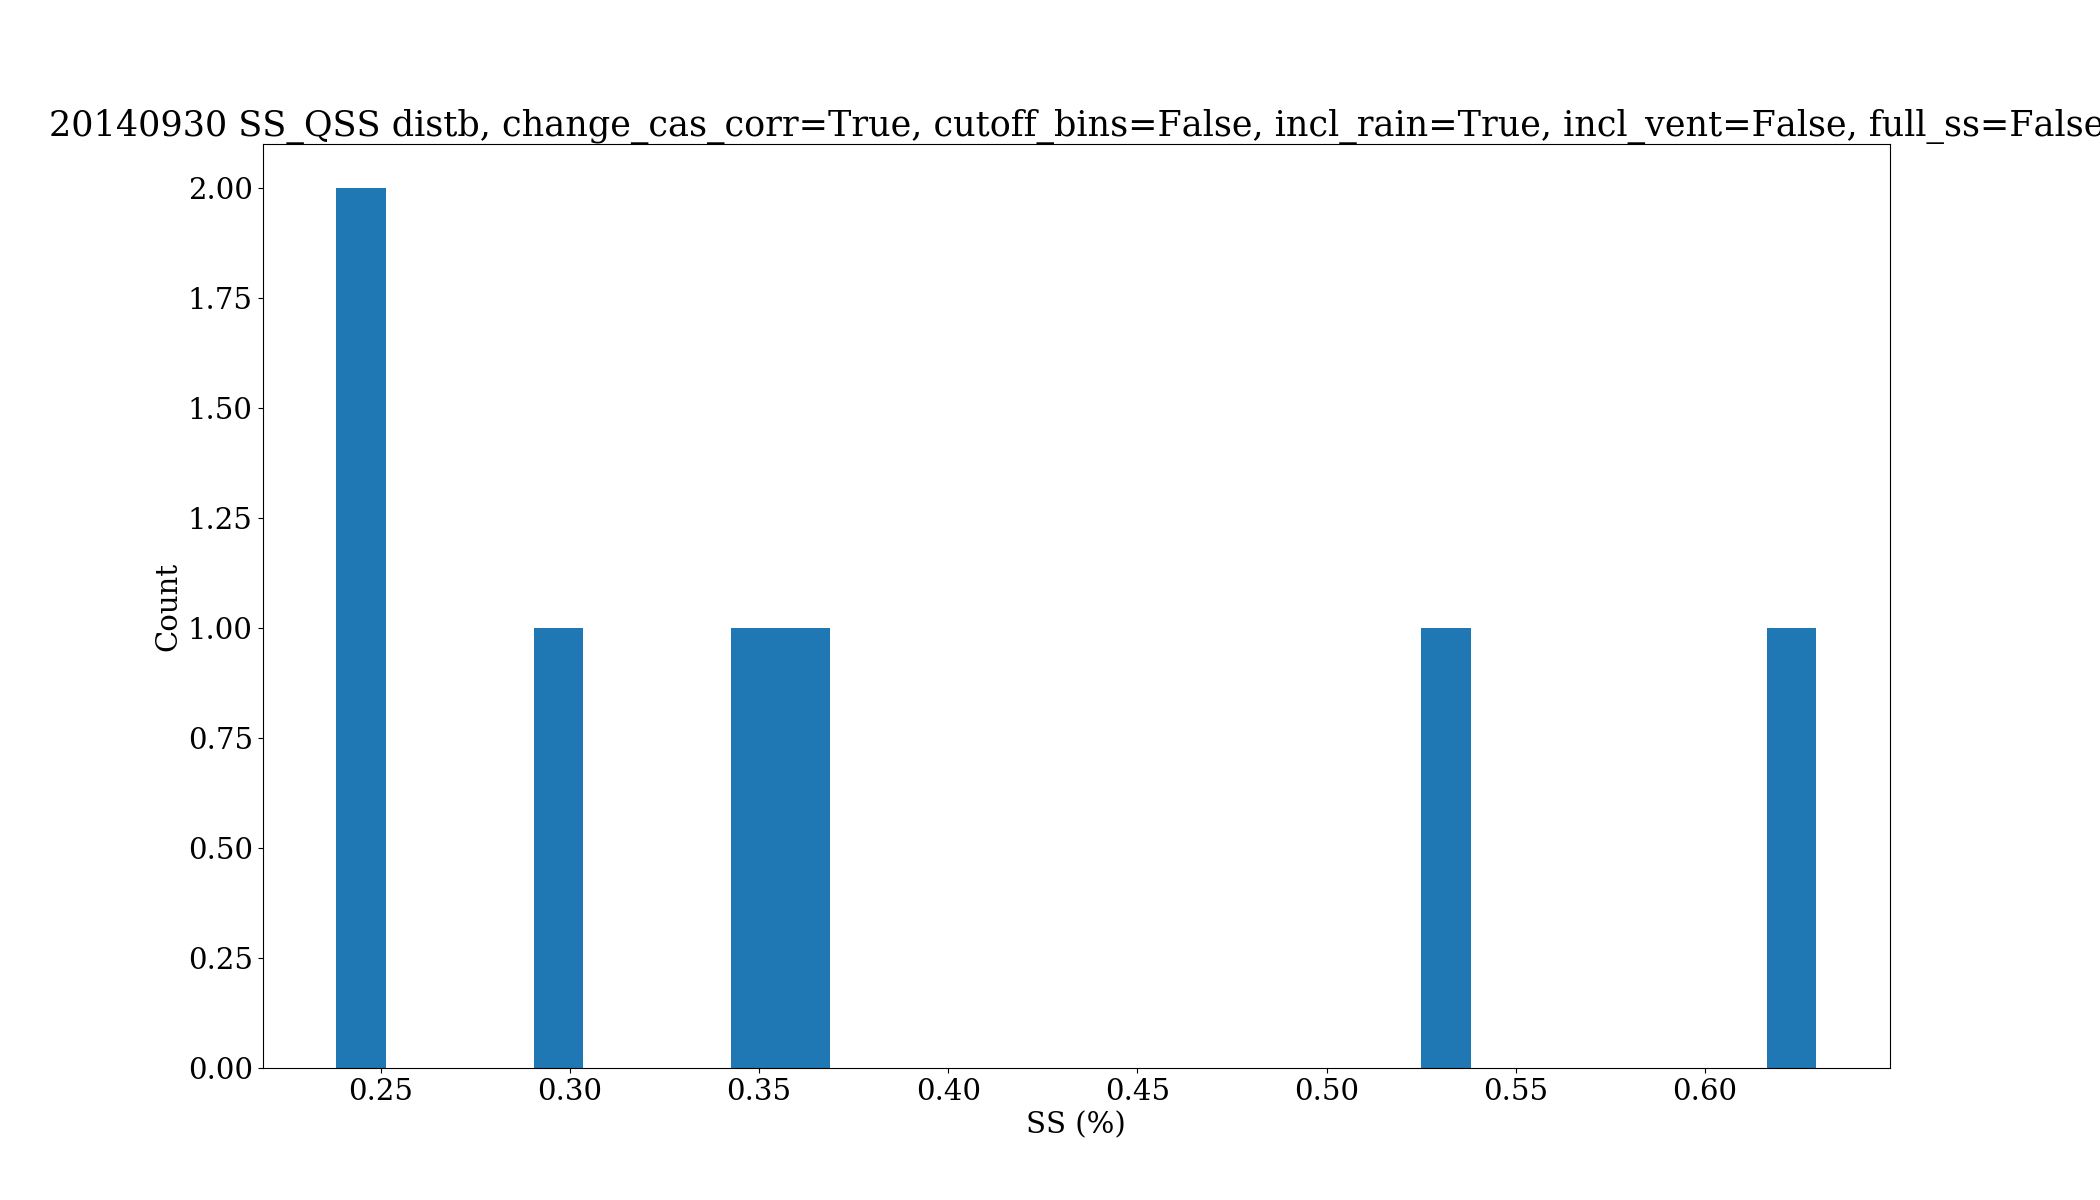 20140930 SS_QSS distb, change_cas_corr=True, cutoff_bins=False, incl_rain=True, incl_vent=False, full_ss=False
2.00
1.75
1.50
1.25
1.00
0.75
0.50
0.25
0.00
Count
0.25 0.30 0.35 0.40 0.45 0.50 0.55 0.60
SS (%)